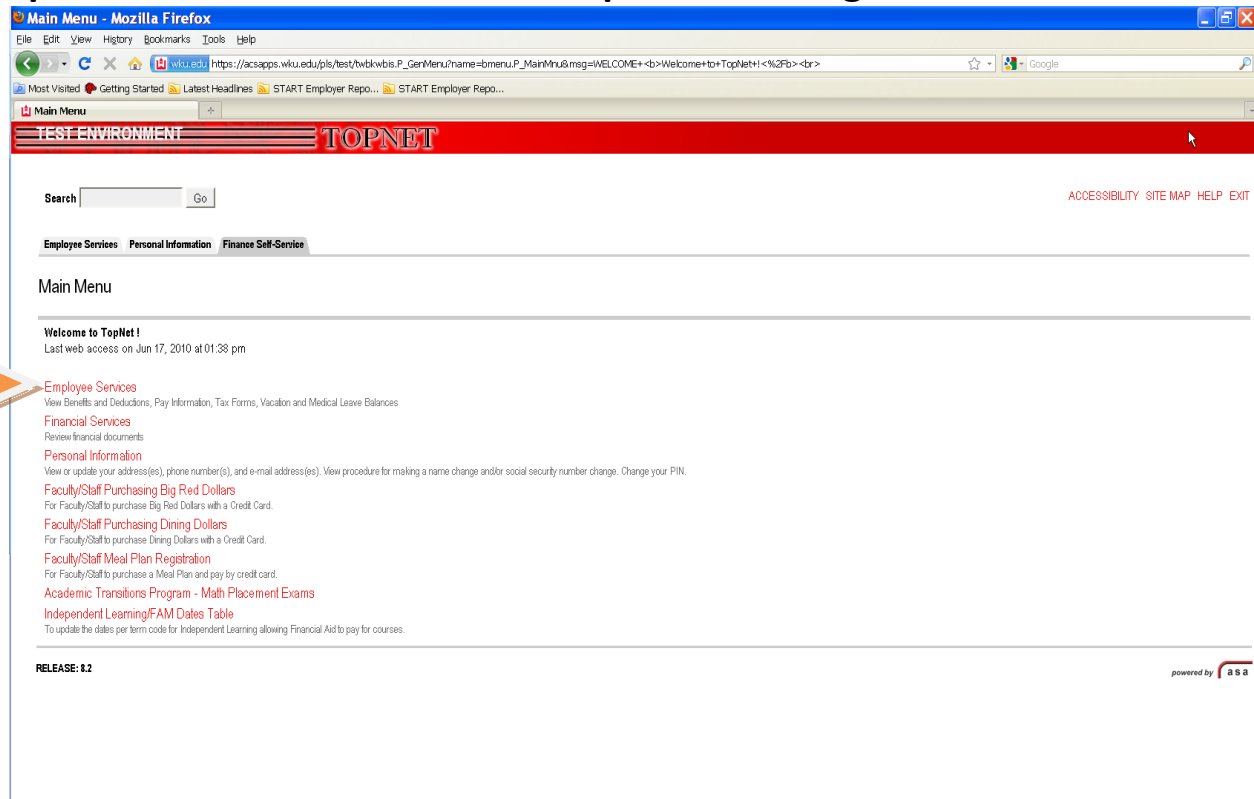 Main Menu - Mozilla Firefox
File Edit View History Bookmarks Tools Help
wku.edu https://acsapps.wku.edu/pls/test/twbkwbis.P_GenMenu?name=bmenu.P_MainMnu&msg=WELCOME+<b>Welcome+to+TopNet+!<%2Fb><br> Google
Most Visited Getting Started Latest Headlines START Employer Repo... START Employer Repo...
Main Menu
TEST ENVIRONMENT TOPNET
Search Go ACCESSIBILITY SITE MAP HELP EXIT
Employee Services Personal Information Finance Self-Service
Main Menu
Welcome to TopNet !
Last web access on Jun 17, 2010 at 01:38 pm
Employee Services
View Benefits and Deductions, Pay Information, Tax Forms, Vacation and Medical Leave Balances
Financial Services
Review financial documents
Personal Information
View or update your address(es), phone number(s), and e-mail address(es). View procedure for making a name change and/or social security number change. Change your PIN.
Faculty/Staff Purchasing Big Red Dollars
For Faculty/Staff to purchase Big Red Dollars with a Credit Card.
Faculty/Staff Purchasing Dining Dollars
For Faculty/Staff to purchase Dining Dollars with a Credit Card.
Faculty/Staff Meal Plan Registration
For Faculty/Staff to purchase a Meal Plan and pay by credit card.
Academic Transitions Program - Math Placement Exams
Independent Learning/FAM Dates Table
To update the dates per term code for Independent Learning allowing Financial Aid to pay for courses.
RELEASE: 8.2
powered by asa